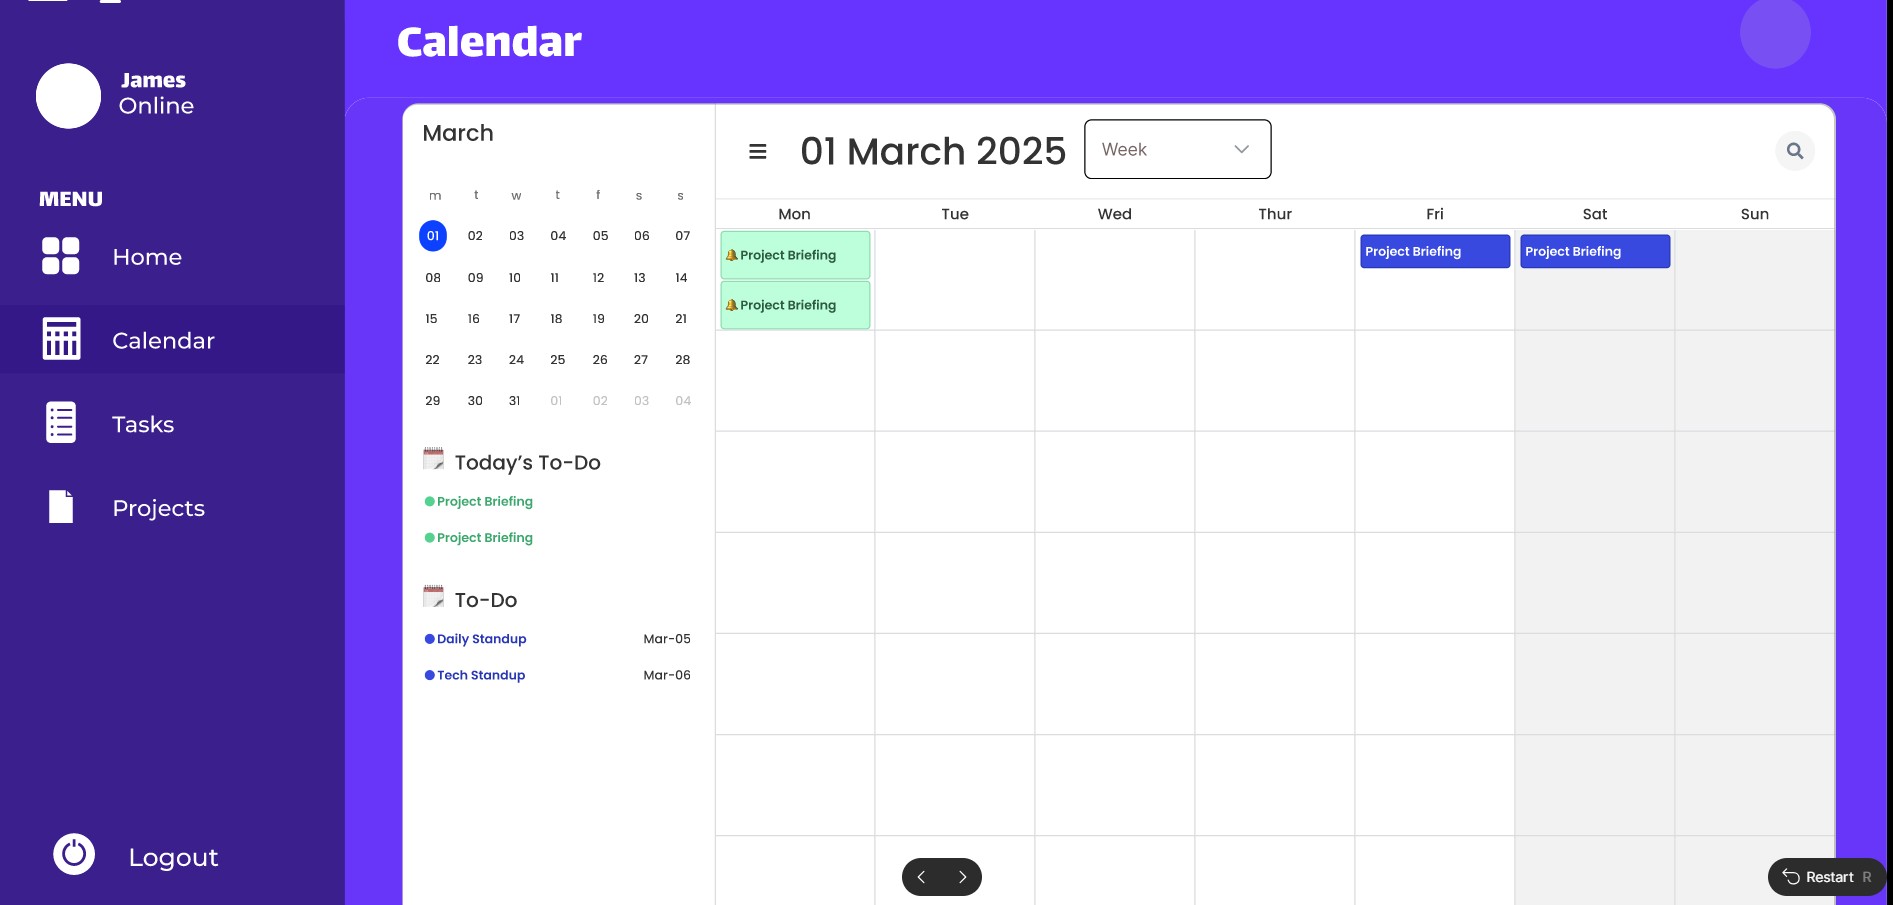 James
Online
MENU
Home
Calendar
Tasks
Projects
Logout
Calendar
March
m t w t f s s
01 02 03 04 05 06 07
08 09 10 11 12 13 14
15 16 17 18 19 20 21
22 23 24 25 26 27 28
29 30 31 01 02 03 04
Today’s To-Do
Project Briefing
Project Briefing
To-Do
Daily Standup Mar-05
Tech Standup Mar-06
01 March 2025 Week
Mon Tue Wed Thur Fri Sat Sun
Project Briefing Project Briefing Project Briefing
Project Briefing
Restart R